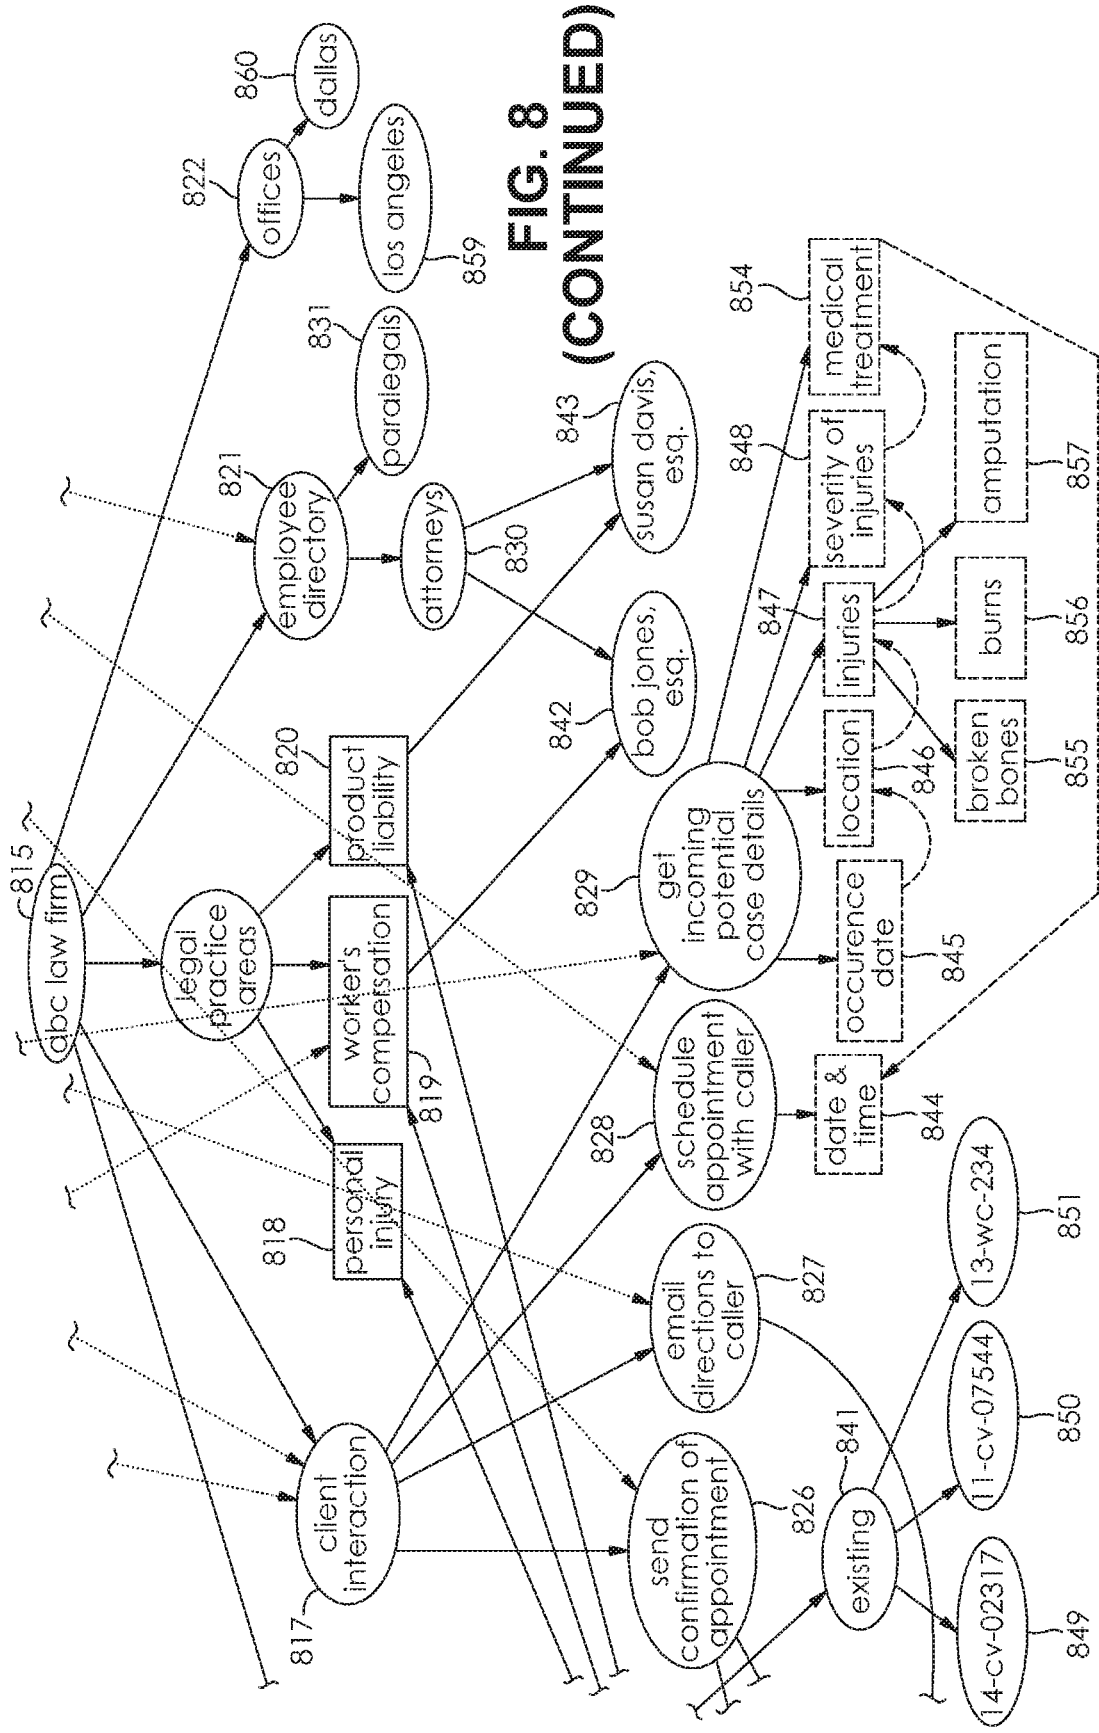 815
abc law firm
822
offices
860
dallas
los angeles
859
821
employee
directory
831
paralegals
attorneys
830
legal
practice
areas
820
product
liability
worker's
compersation
819
818
personal
injury
817
client
interaction
843
susan davis,
esq.
842
bob jones,
esq.
FIG. 8
(CONTINUED)
829
get
incoming
potential
case details
828
schedule
appointment
with caller
email
directions to
caller
827
send
confirmation of
appointment
826
854
medical
treatment
848
severity of
injuries
847
injuries
location
846
occurence
date
845
date &
time
844
amputation
857
burns
856
broken
bones
855
841
existing
13-wc-234
851
11-cv-07544
850
14-cv-02317
849